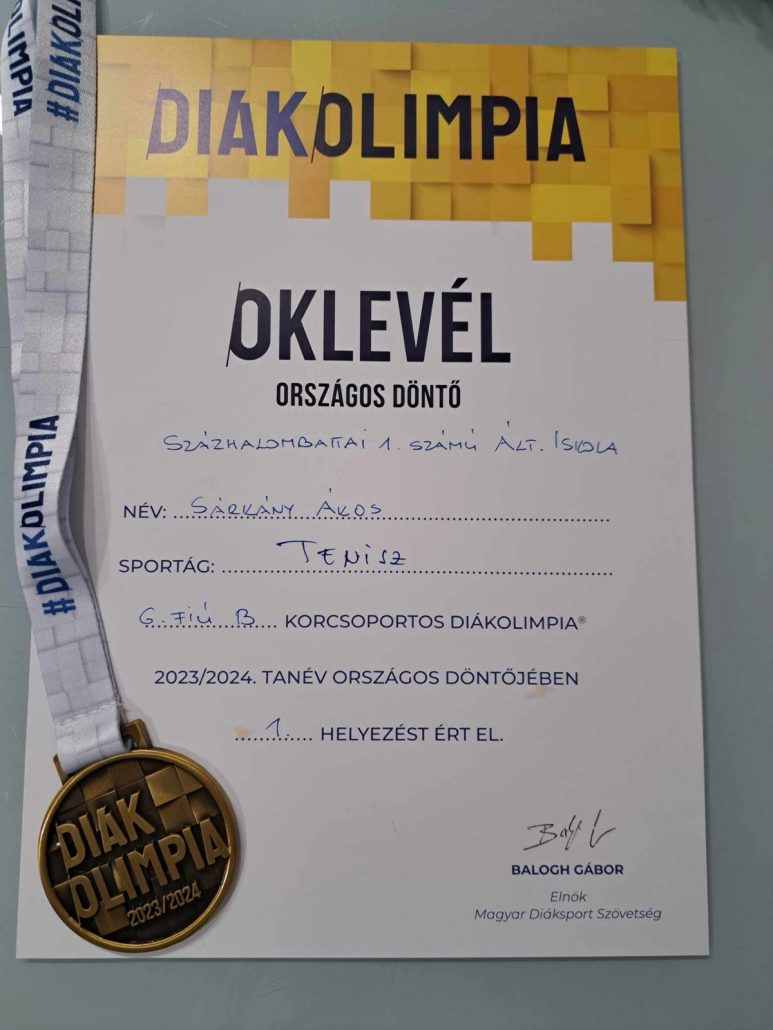 OLIMPIA
#DIÁKOL
DIÁKOLIMPIA
OKLEVÉL
ORSZÁGOS DÖNTŐ
SZÁZHALOMBATTAI 1. SZÁMÚ ÁLT. ISKOLA
NÉV: SÁRKÁNY ÁKOS
SPORTÁG: TENISZ
6. FIÚ B KORCSOPORTOS DIÁKOLIMPIA®
2023/2024. TANÉV ORSZÁGOS DÖNTŐJÉBEN
1. HELYEZÉST ÉRT EL.
#DIÁKOLIMPIA
DIÁK
OLIMPIA
2023/2024
BALOGH GÁBOR
Elnök
Magyar Diáksport Szövetség